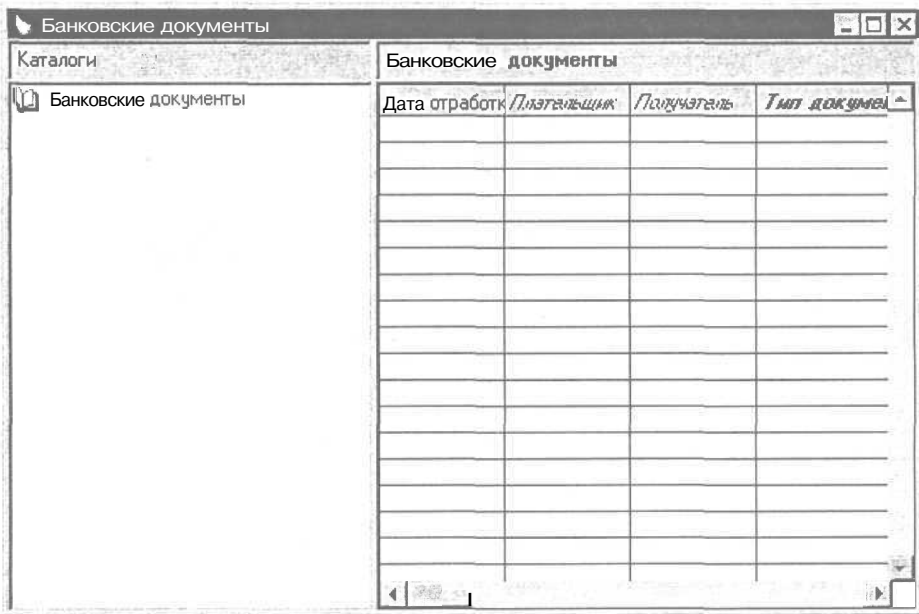 Банковские документы
Каталоги
Банковские документы
Банковские документы
Дата отработк Плательщик Получатель Тип докумен